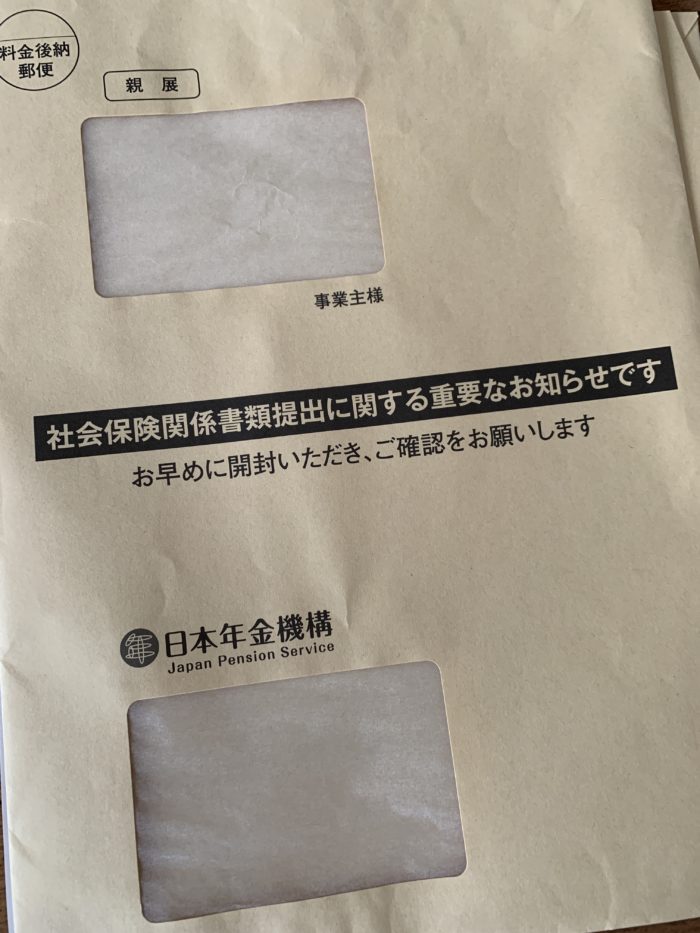 料金後納
郵便
親 展
事業主様
社会保険関係書類提出に関する重要なお知らせです
お早めに開封いただき、ご確認をお願いします
年 日本年金機構
Japan Pension Service